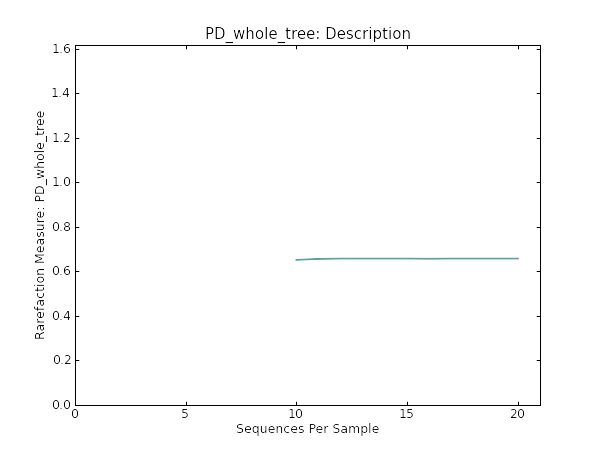 PD_whole_tree: Description
1.6
1.4
1.2
1.0
0.8
0.6
0.4
0.2
0.0
Rarefaction Measure: PD_whole_tree
0 5 10 15 20
Sequences Per Sample